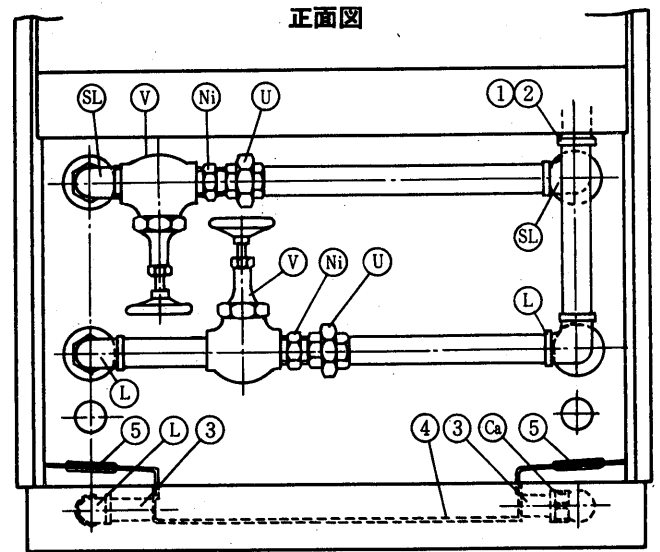 正面図
SL V Ni U 1 2
SL
V Ni U L
L
5 L 3 4 3 Ca 5